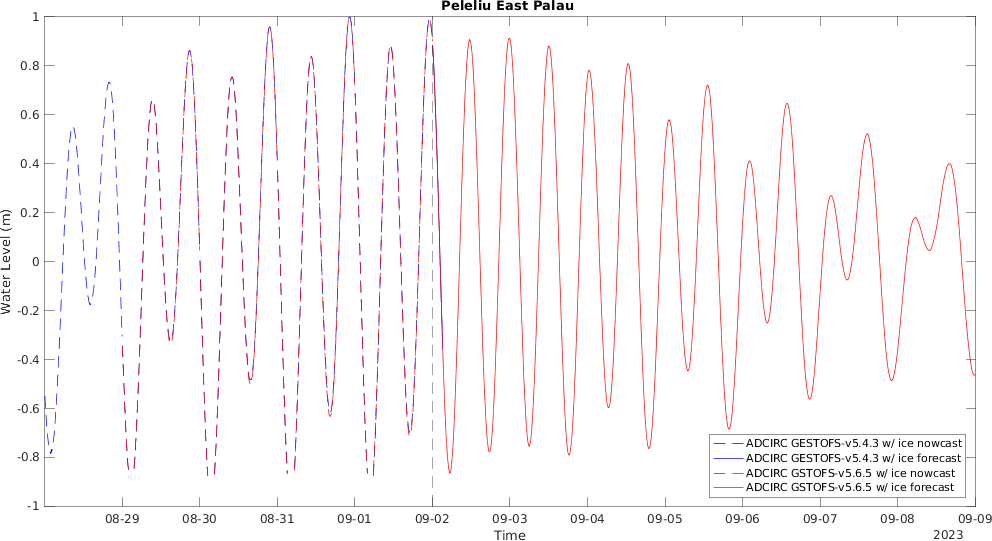 Peleliu East Palau
1
0.8
0.6
0.4
0.2
0
-0.2
-0.4
-0.6
-0.8
-1
Water Level (m)
ADCIRC GESTOFS-v5.4.3 w/ ice nowcast
ADCIRC GESTOFS-v5.4.3 w/ ice forecast
ADCIRC GSTOFS-v5.6.5 w/ ice nowcast
ADCIRC GSTOFS-v5.6.5 w/ ice forecast
08-29 08-30 08-31 09-01 09-02 09-03 09-04 09-05 09-06 09-07 09-08 09-09
Time
2023